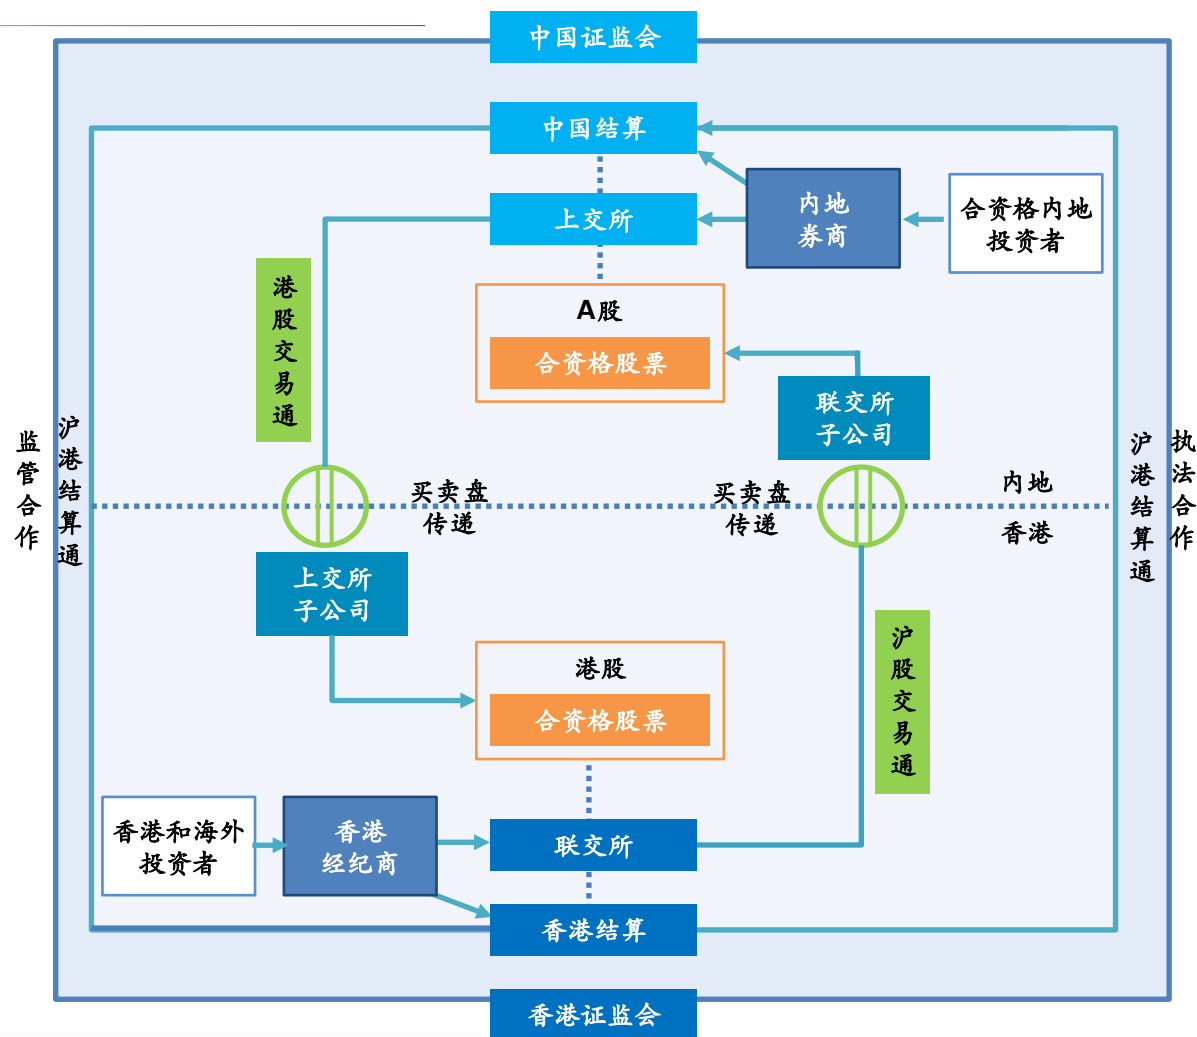 中国证监会
中国结算
上交所
内地
券商
合资格内地
投资者
港股交易通
A股
合资格股票
联交所
子公司
监管合作
沪港结算通
买卖盘
传递
买卖盘
传递
内地
香港
沪港结算通
执法合作
上交所
子公司
港股
合资格股票
沪股交易通
香港和海外
投资者
香港
经纪商
联交所
香港结算
香港证监会